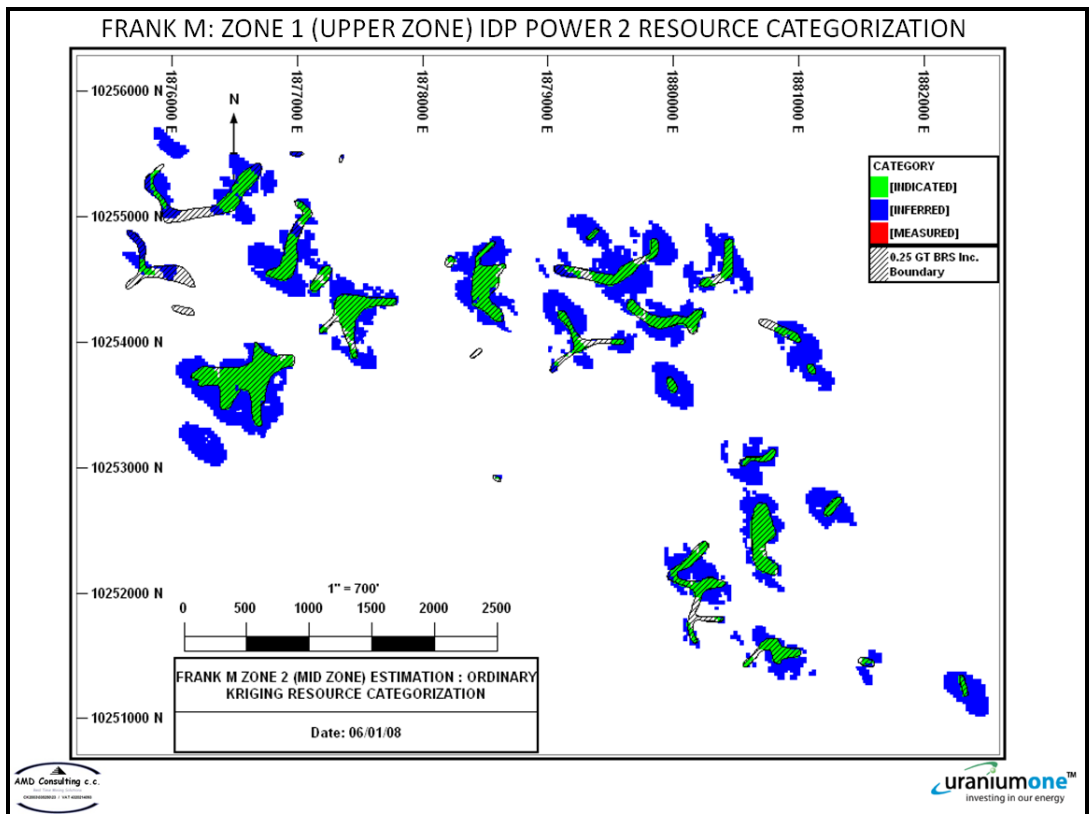 FRANK M: ZONE 1 (UPPER ZONE) IDP POWER 2 RESOURCE CATEGORIZATION
1876000 E
1877000 E
1878000 E
1879000 E
1880000 E
1881000 E
1882000 E
10256000 N
N
CATEGORY
[INDICATED]
[INFERRED]
[MEASURED]
0.25 GT BRS Inc.
Boundary
10255000 N
10254000 N
10253000 N
10252000 N
10251000 N
1" = 700'
0 500 1000 1500 2000 2500
FRANK M ZONE 2 (MID ZONE) ESTIMATION : ORDINARY
KRIGING RESOURCE CATEGORIZATION
Date: 06/01/08
AMD Consulting c.c.
uraniumone™
investing in our energy